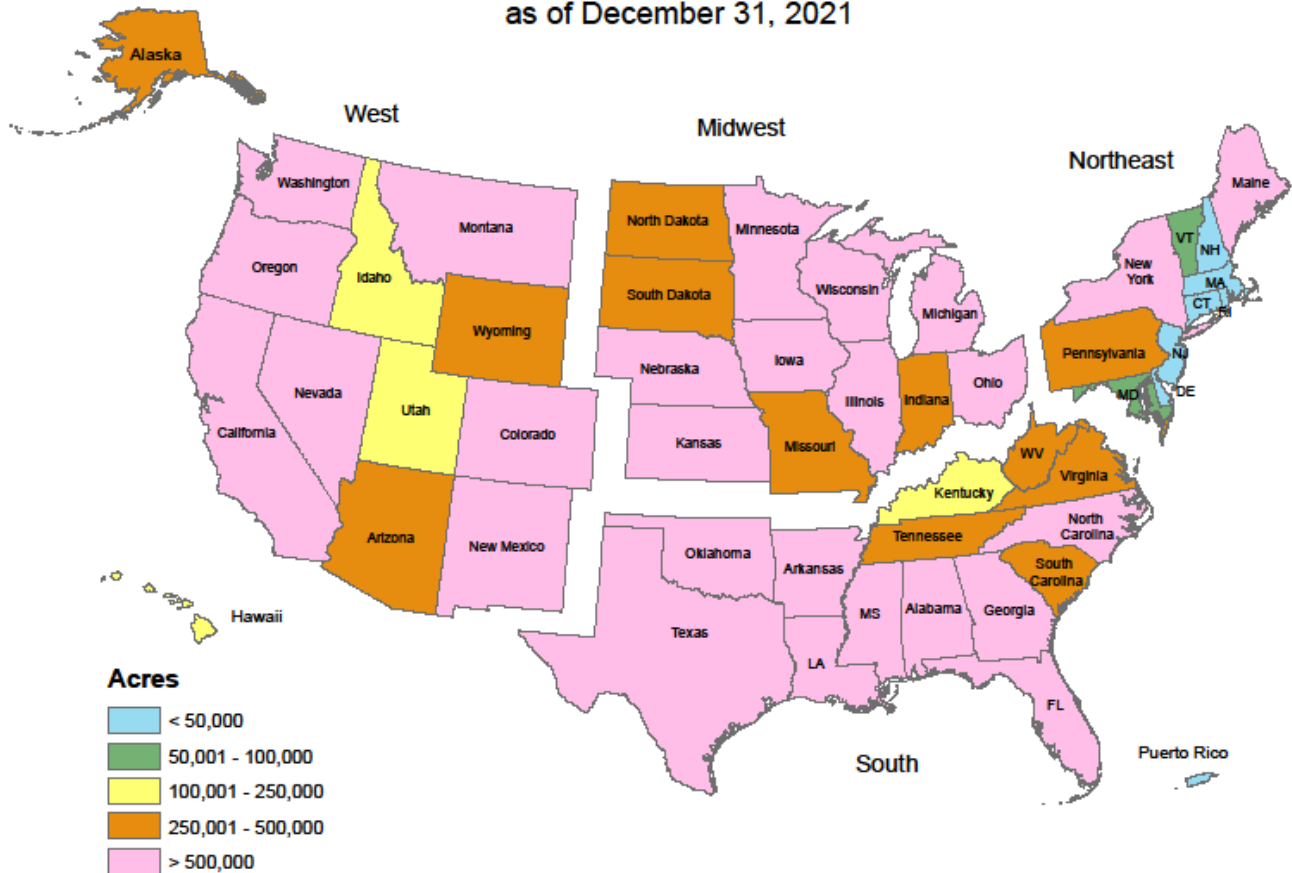 as of December 31, 2021
Alaska
West
Midwest
Northeast
Washington
Montana
Oregon
Idaho
Wyoming
Nevada
Utah
California
Colorado
Arizona
New Mexico
Hawaii
North Dakota
Minnesota
South Dakota
Wisconsin
Michigan
Nebraska
Iowa
Illinois
Indiana
Ohio
Kansas
Missouri
Maine
VT
NH
New
York
MA
CT
RI
Pennsylvania
NJ
MD
DE
WV
Virginia
Kentucky
North
Carolina
Tennessee
South
Carolina
Oklahoma
Arkansas
Texas
LA
MS
Alabama
Georgia
FL
South
Puerto Rico
Acres
< 50,000
50,001 - 100,000
100,001 - 250,000
250,001 - 500,000
> 500,000